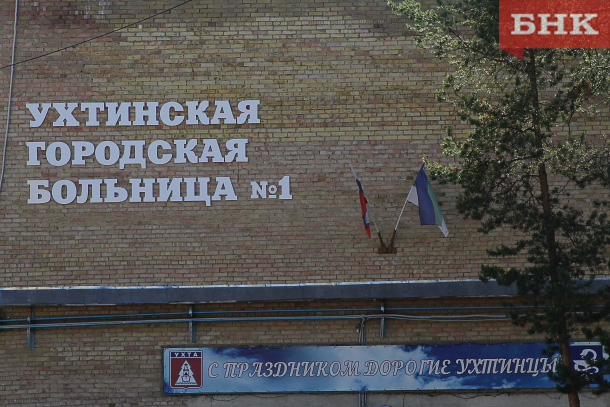 БНК
УХТИНСКАЯ
ГОРОДСКАЯ
БОЛЬНИЦА №1
УХТА
С ПРАЗДНИКОМ ДОРОГИЕ УХТИНЦЫ